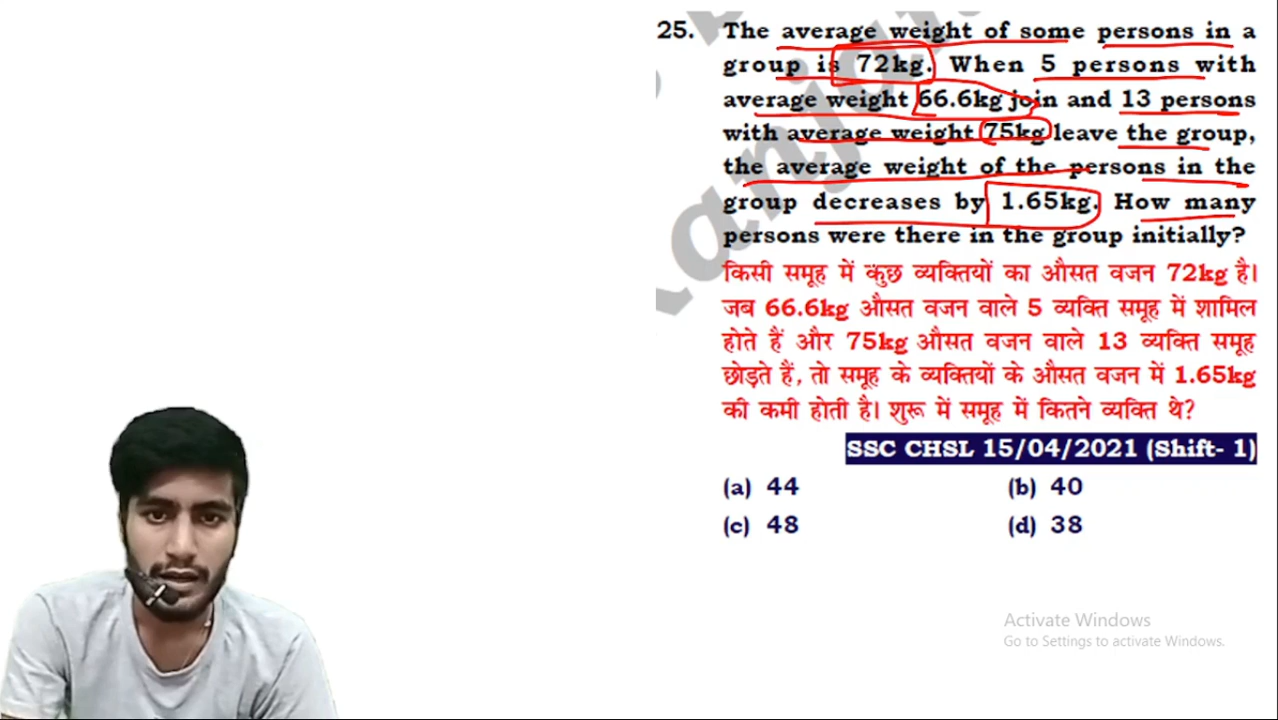 25. The average weight of some persons in a
group is 72kg. When 5 persons with
average weight 66.6kg join and 13 persons
with average weight 75kg leave the group,
the average weight of the persons in the
group decreases by 1.65kg. How many
persons were there in the group initially?
किसी समूह में कुछ व्यक्तियों का औसत वजन 72kg है।
जब 66.6kg औसत वजन वाले 5 व्यक्ति समूह में शामिल
होते हैं और 75kg औसत वजन वाले 13 व्यक्ति समूह
छोड़ते हैं, तो समूह के व्यक्तियों के औसत वजन में 1.65kg
की कमी होती है। शुरू में समूह में कितने व्यक्ति थे?
SSC CHSL 15/04/2021 (Shift- 1)
(a) 44 (b) 40
(c) 48 (d) 38
Activate Windows
Go to Settings to activate Windows.